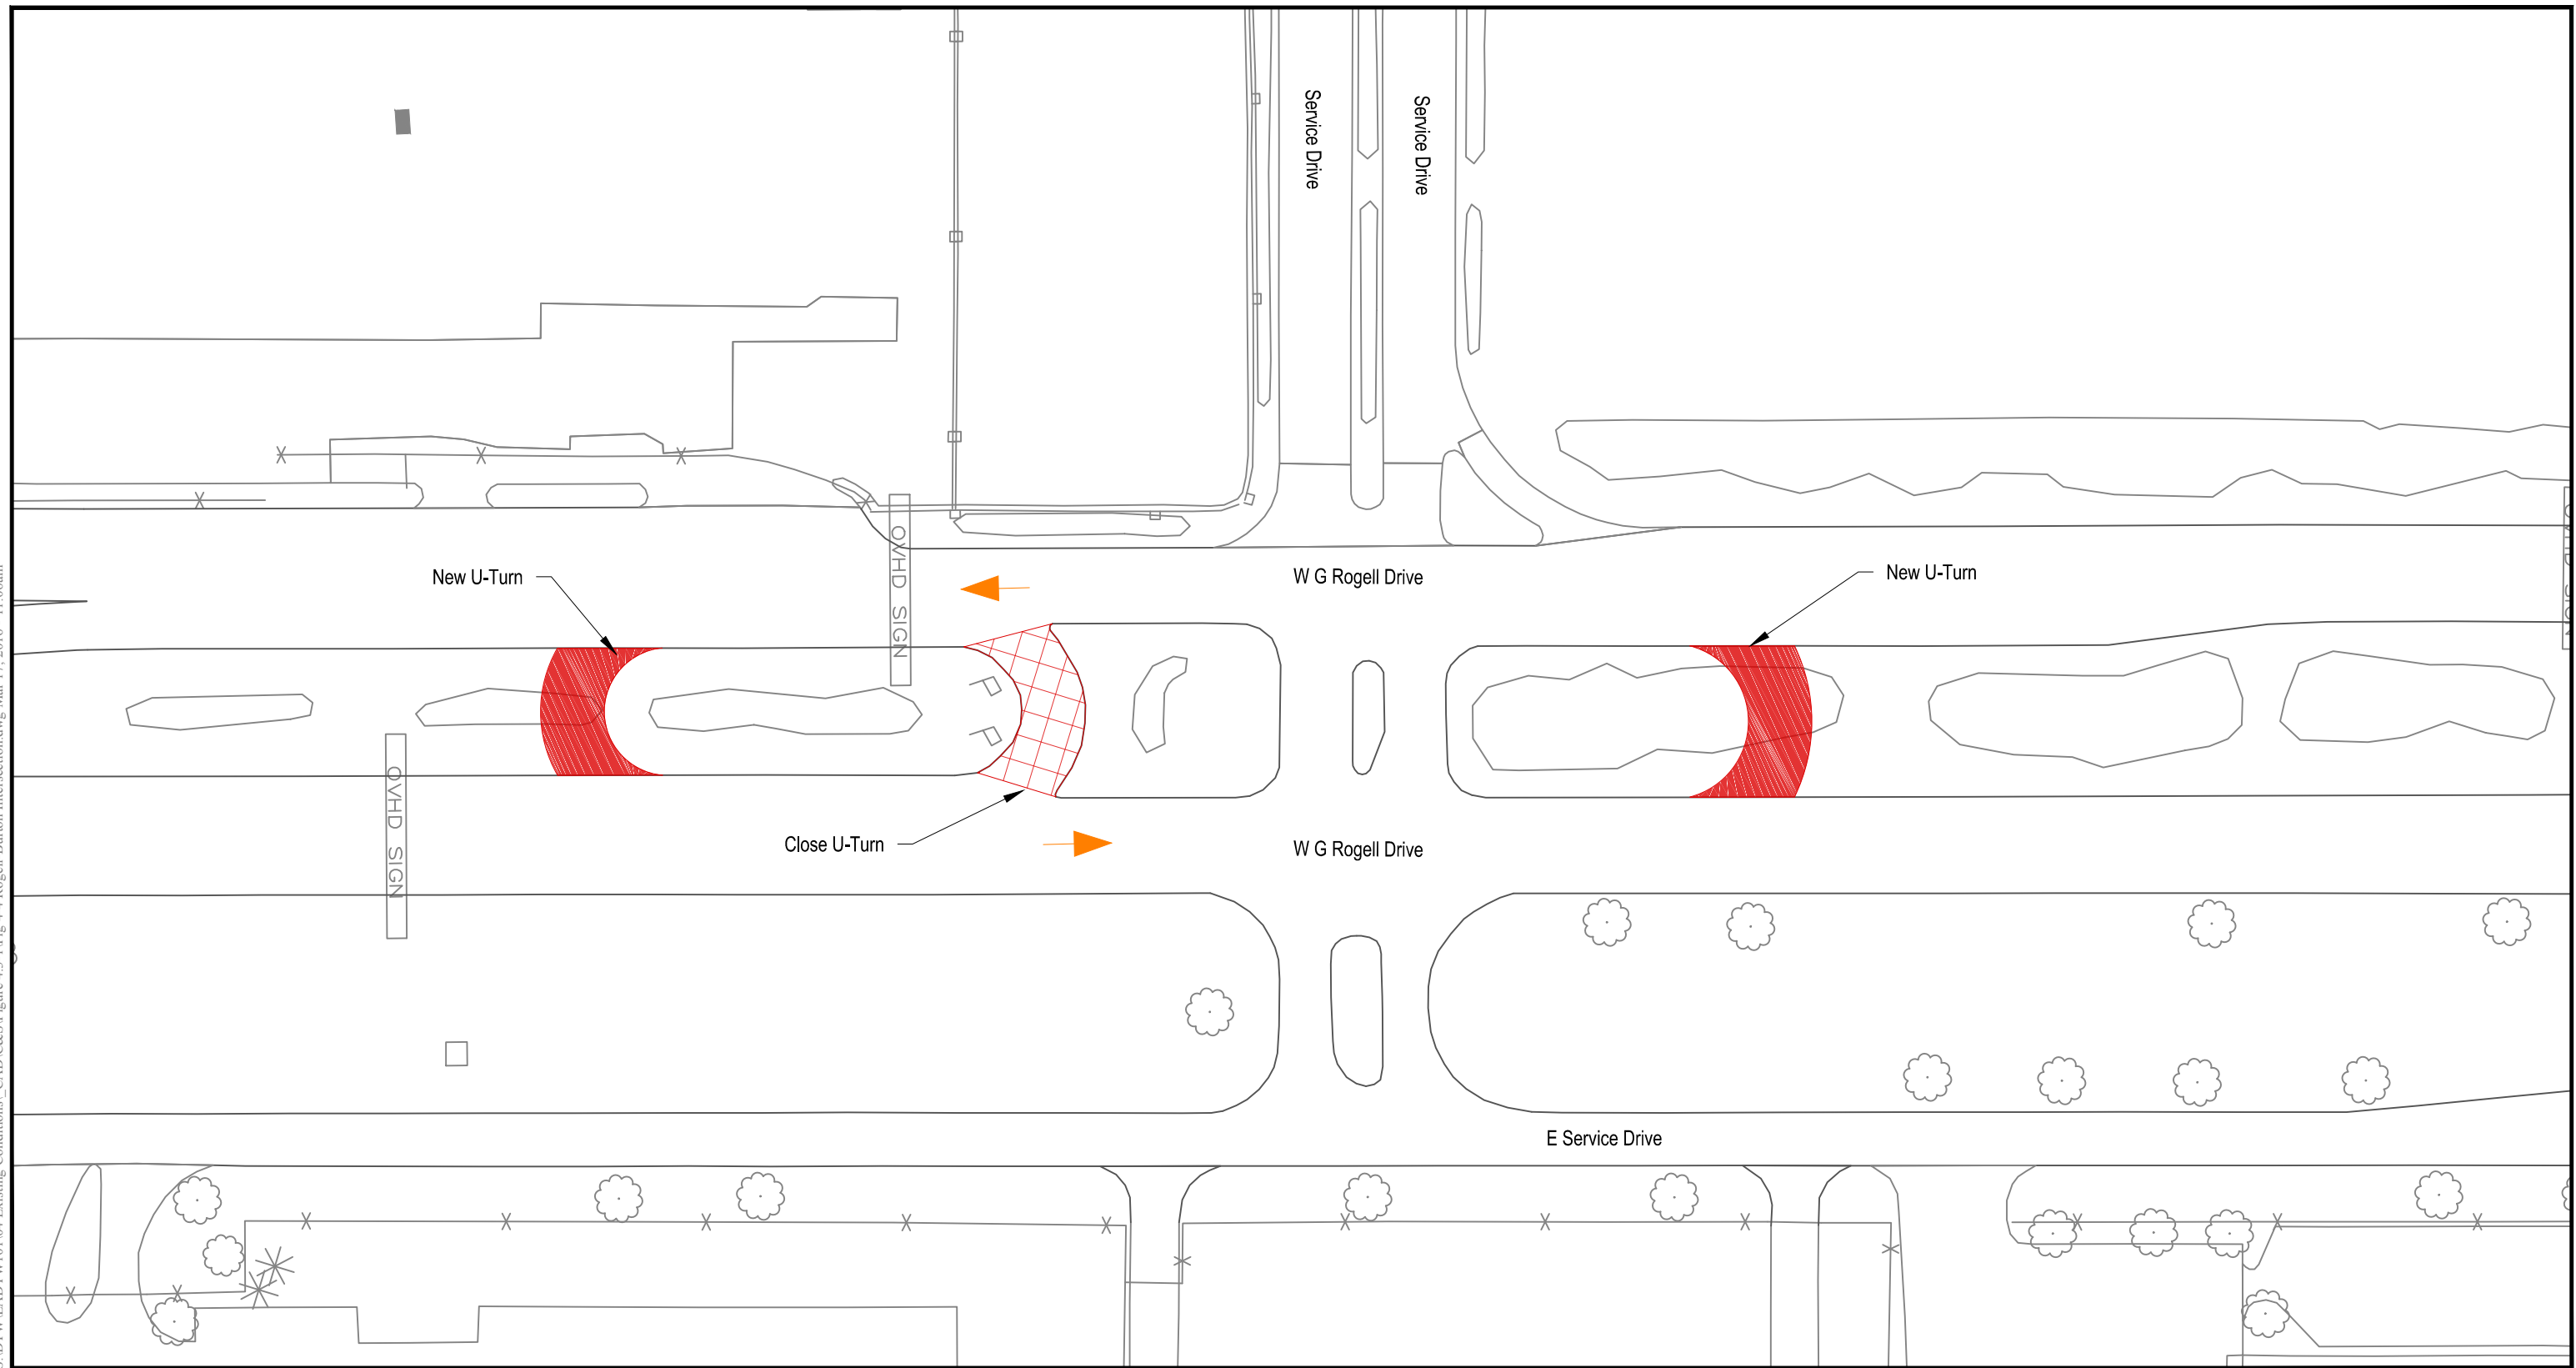 Service Drive
Service Drive
OVHD SIGN
New U-Turn
W G Rogell Drive
New U-Turn
OVHD SIGN
Close U-Turn
W G Rogell Drive
E Service Drive